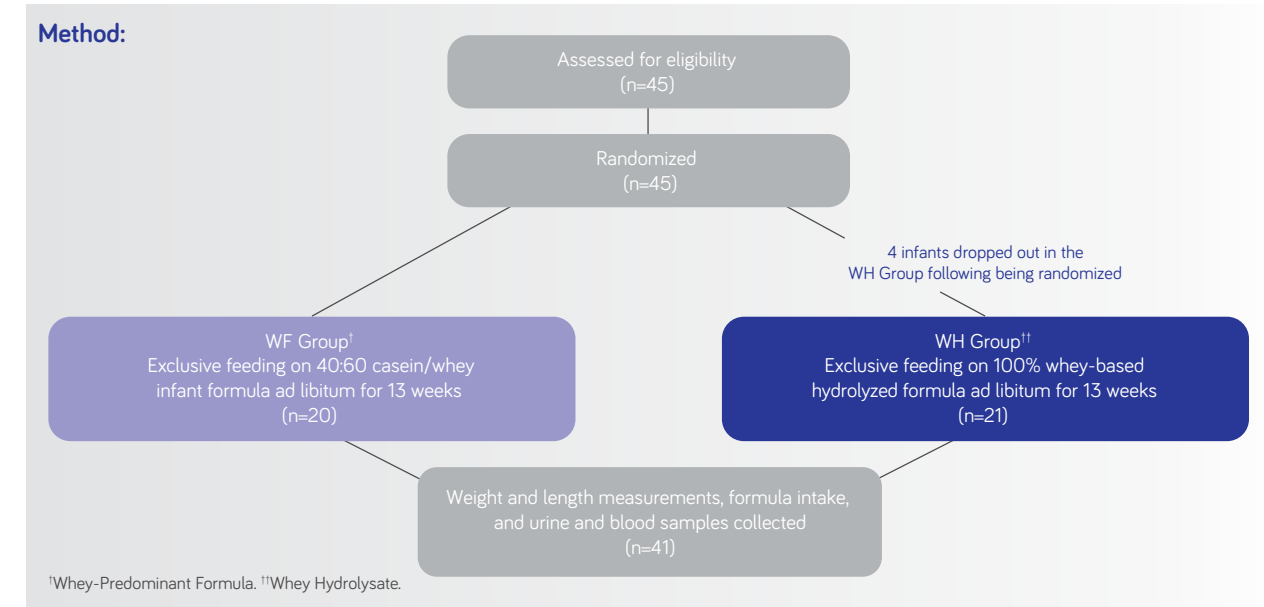 Method:
Assessed for eligibility
(n=45)
Randomized
(n=45)
4 infants dropped out in the
WH Group following being randomized
WF Group†
Exclusive feeding on 40:60 casein/whey
infant formula ad libitum for 13 weeks
(n=20)
WH Group††
Exclusive feeding on 100% whey-based
hydrolyzed formula ad libitum for 13 weeks
(n=21)
Weight and length measurements, formula intake,
and urine and blood samples collected
(n=41)
†Whey-Predominant Formula. ††Whey Hydrolysate.